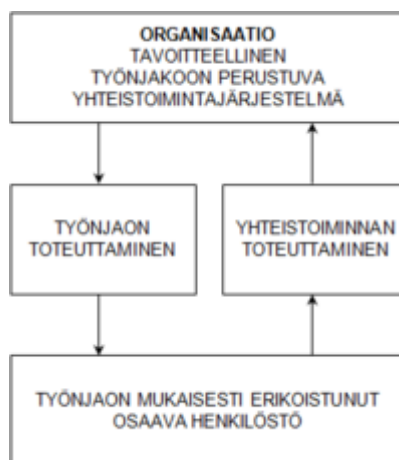 ORGANISAATIO
TAVOITTEELLINEN
TYÖNJAKOON PERUSTUVA
YHTEISTOIMINTAJÄRJESTELMÄ
TYÖNJAON
TOTEUTTAMINEN
YHTEISTOIMINNAN
TOTEUTTAMINEN
TYÖNJAON MUKAISESTI ERIKOISTUNUT
OSAAVA HENKILÖSTÖ